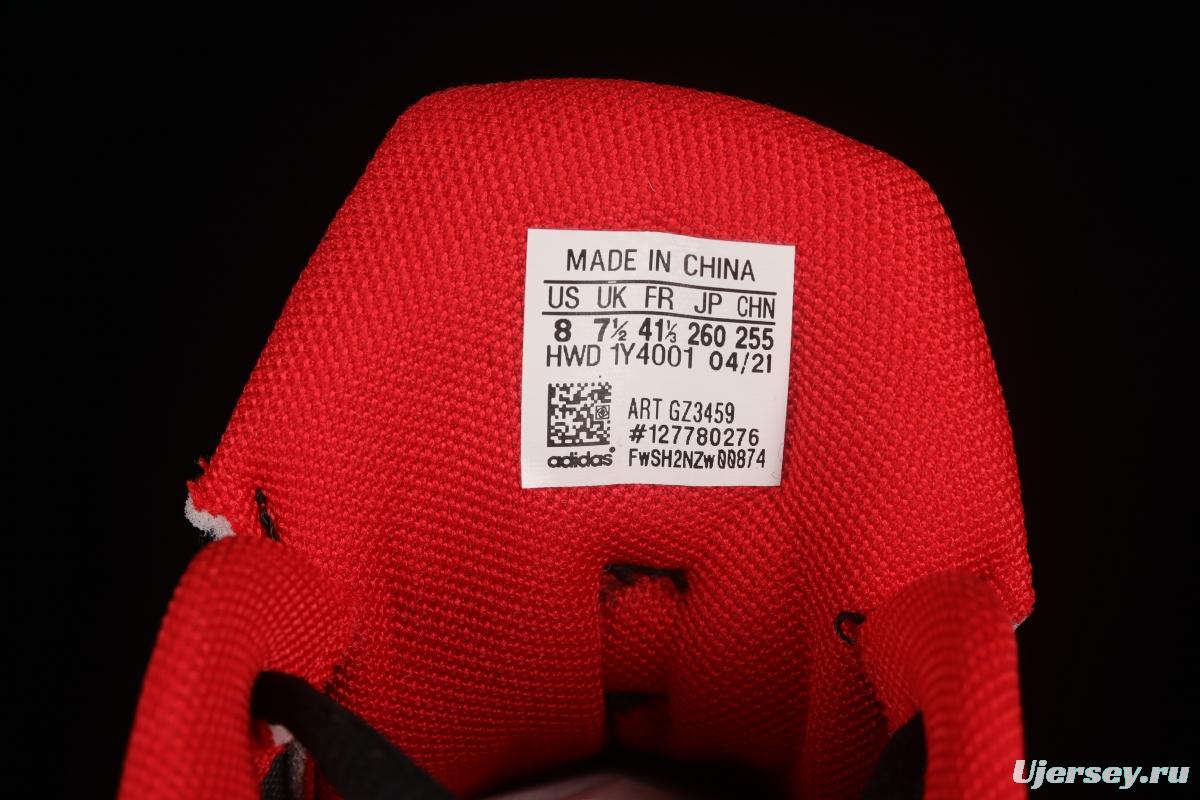 MADE IN CHINA
US UK FR JP CHN
8 7½ 41⅓ 260 255
HWD 1Y4001 04/21
ART GZ3459
#127780276
adidas® FwSH2NZw00874
Ujersey.ru